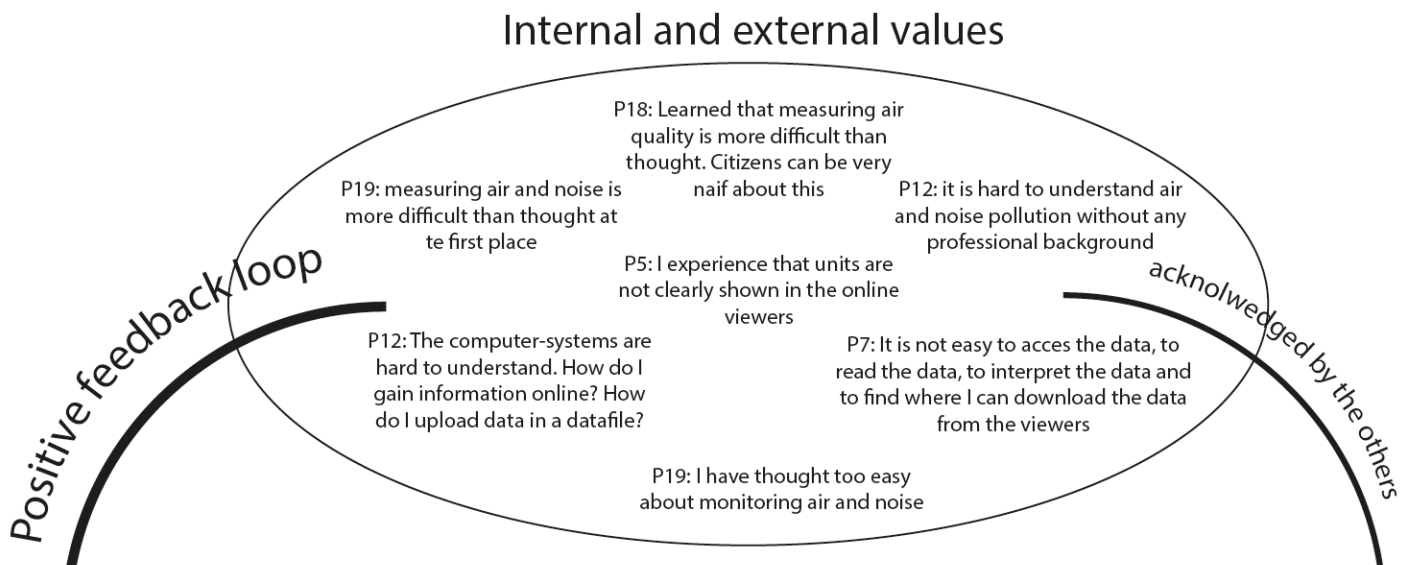 Internal and external values
P18: Learned that measuring air
quality is more difficult than
thought. Citizens can be very
naif about this
P19: measuring air and noise is
more difficult than thought at
te first place
P12: it is hard to understand air
and noise pollution without any
professional background
P5: I experience that units are
not clearly shown in the online
viewers
Positive feedback loop
acknolwedged by the others
P12: The computer-systems are
hard to understand. How do I
gain information online? How
do I upload data in a datafile?
P7: It is not easy to acces the data, to
read the data, to interpret the data and
to find where I can download the data
from the viewers
P19: I have thought too easy
about monitoring air and noise